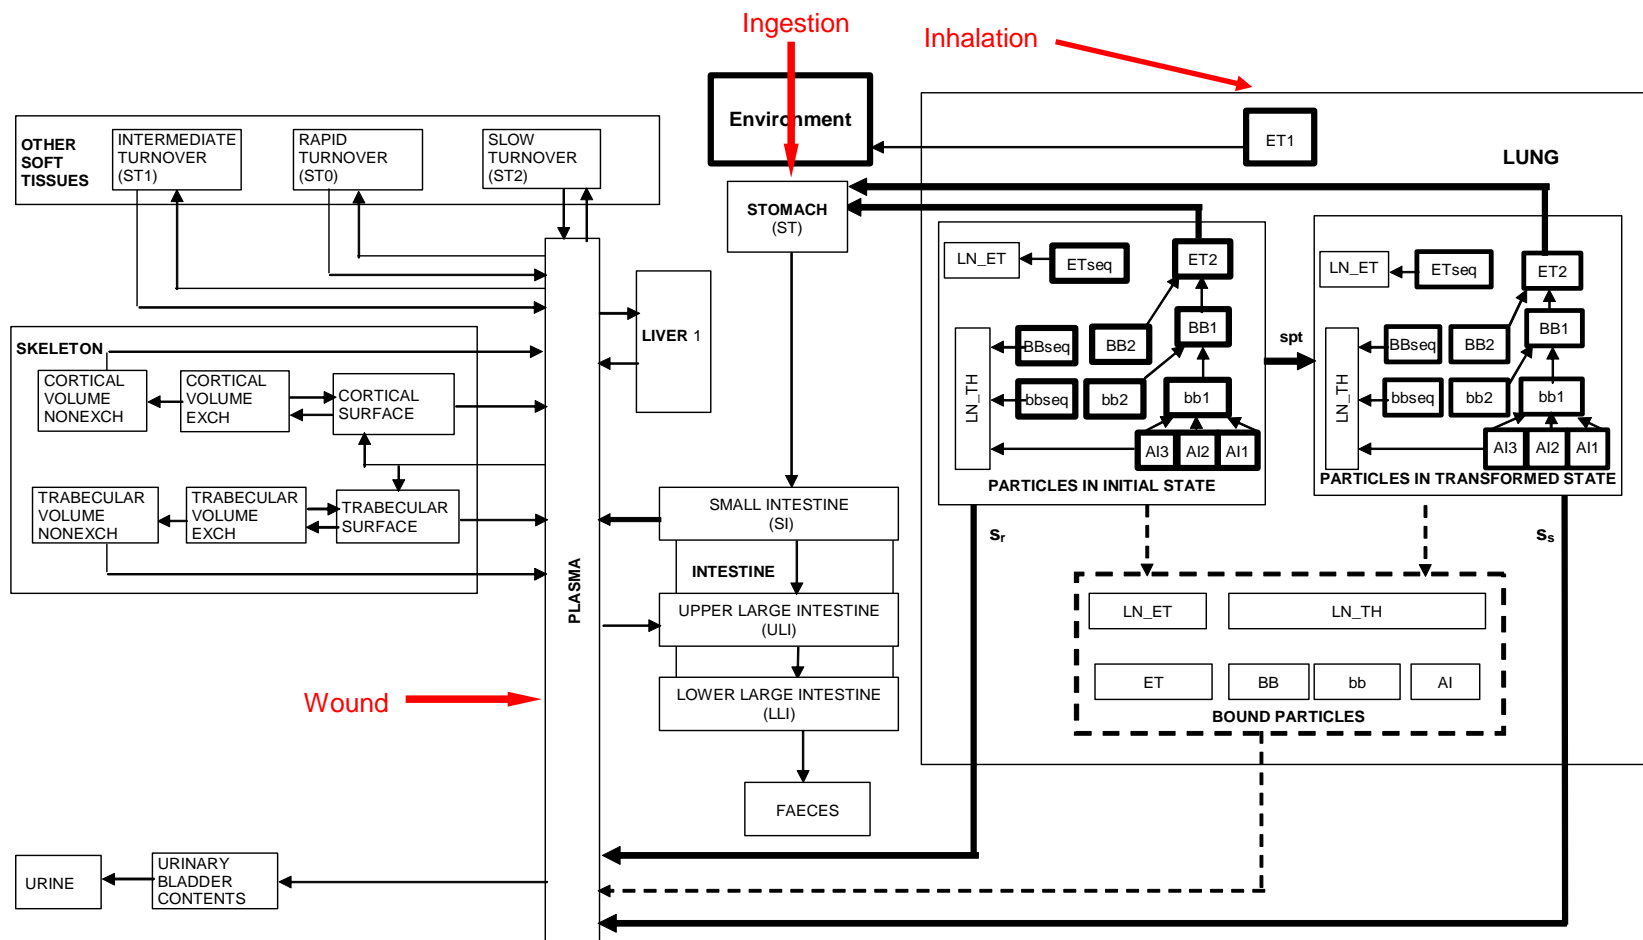 Ingestion
Inhalation
Environment
ET1
LUNG
OTHER
SOFT
TISSUES
INTERMEDIATE
TURNOVER
(ST1)
RAPID
TURNOVER
(ST0)
SLOW
TURNOVER
(ST2)
STOMACH
(ST)
LN_ET
ETseq
ET2
BB1
BBseq
BB2
LN_TH
bbseq
bb2
bb1
AI3
AI2
AI1
PARTICLES IN INITIAL STATE
spt
LN_ET
ETseq
ET2
BB1
BBseq
BB2
LN_TH
bbseq
bb2
bb1
AI3
AI2
AI1
PARTICLES IN TRANSFORMED STATE
LIVER 1
SKELETON
CORTICAL
VOLUME
NONEXCH
CORTICAL
VOLUME
EXCH
CORTICAL
SURFACE
TRABECULAR
VOLUME
NONEXCH
TRABECULAR
VOLUME
EXCH
TRABECULAR
SURFACE
PLASMA
SMALL INTESTINE
(SI)
INTESTINE
UPPER LARGE INTESTINE
(ULI)
LOWER LARGE INTESTINE
(LLI)
FAECES
sr
ss
LN_ET
LN_TH
ET
BB
bb
AI
BOUND PARTICLES
Wound
URINE
URINARY
BLADDER
CONTENTS